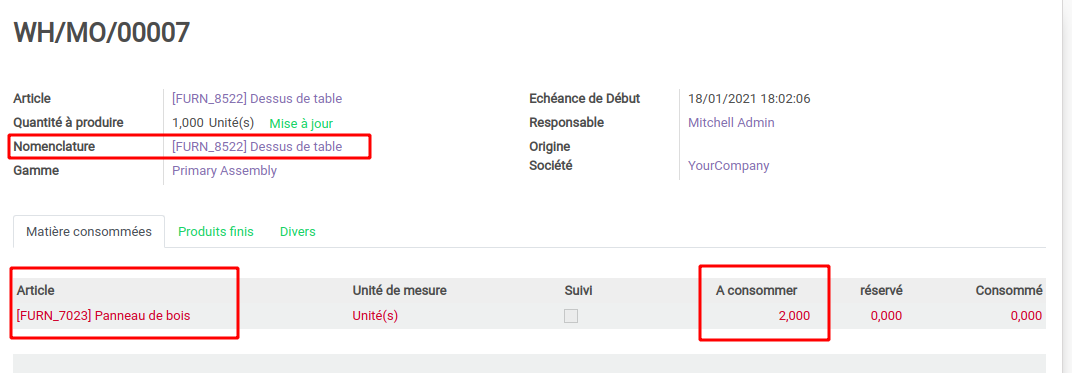 WH/MO/00007
Article [FURN_8522] Dessus de table Echéance de Début 18/01/2021 18:02:06
Quantité à produire 1,000 Unité(s) Mise à jour Responsable Mitchell Admin
Nomenclature [FURN_8522] Dessus de table Origine
Gamme Primary Assembly Société YourCompany
Matière consommées Produits finis Divers
Article Unité de mesure Suivi A consommer réservé Consommé
[FURN_7023] Panneau de bois Unité(s) 2,000 0,000 0,000